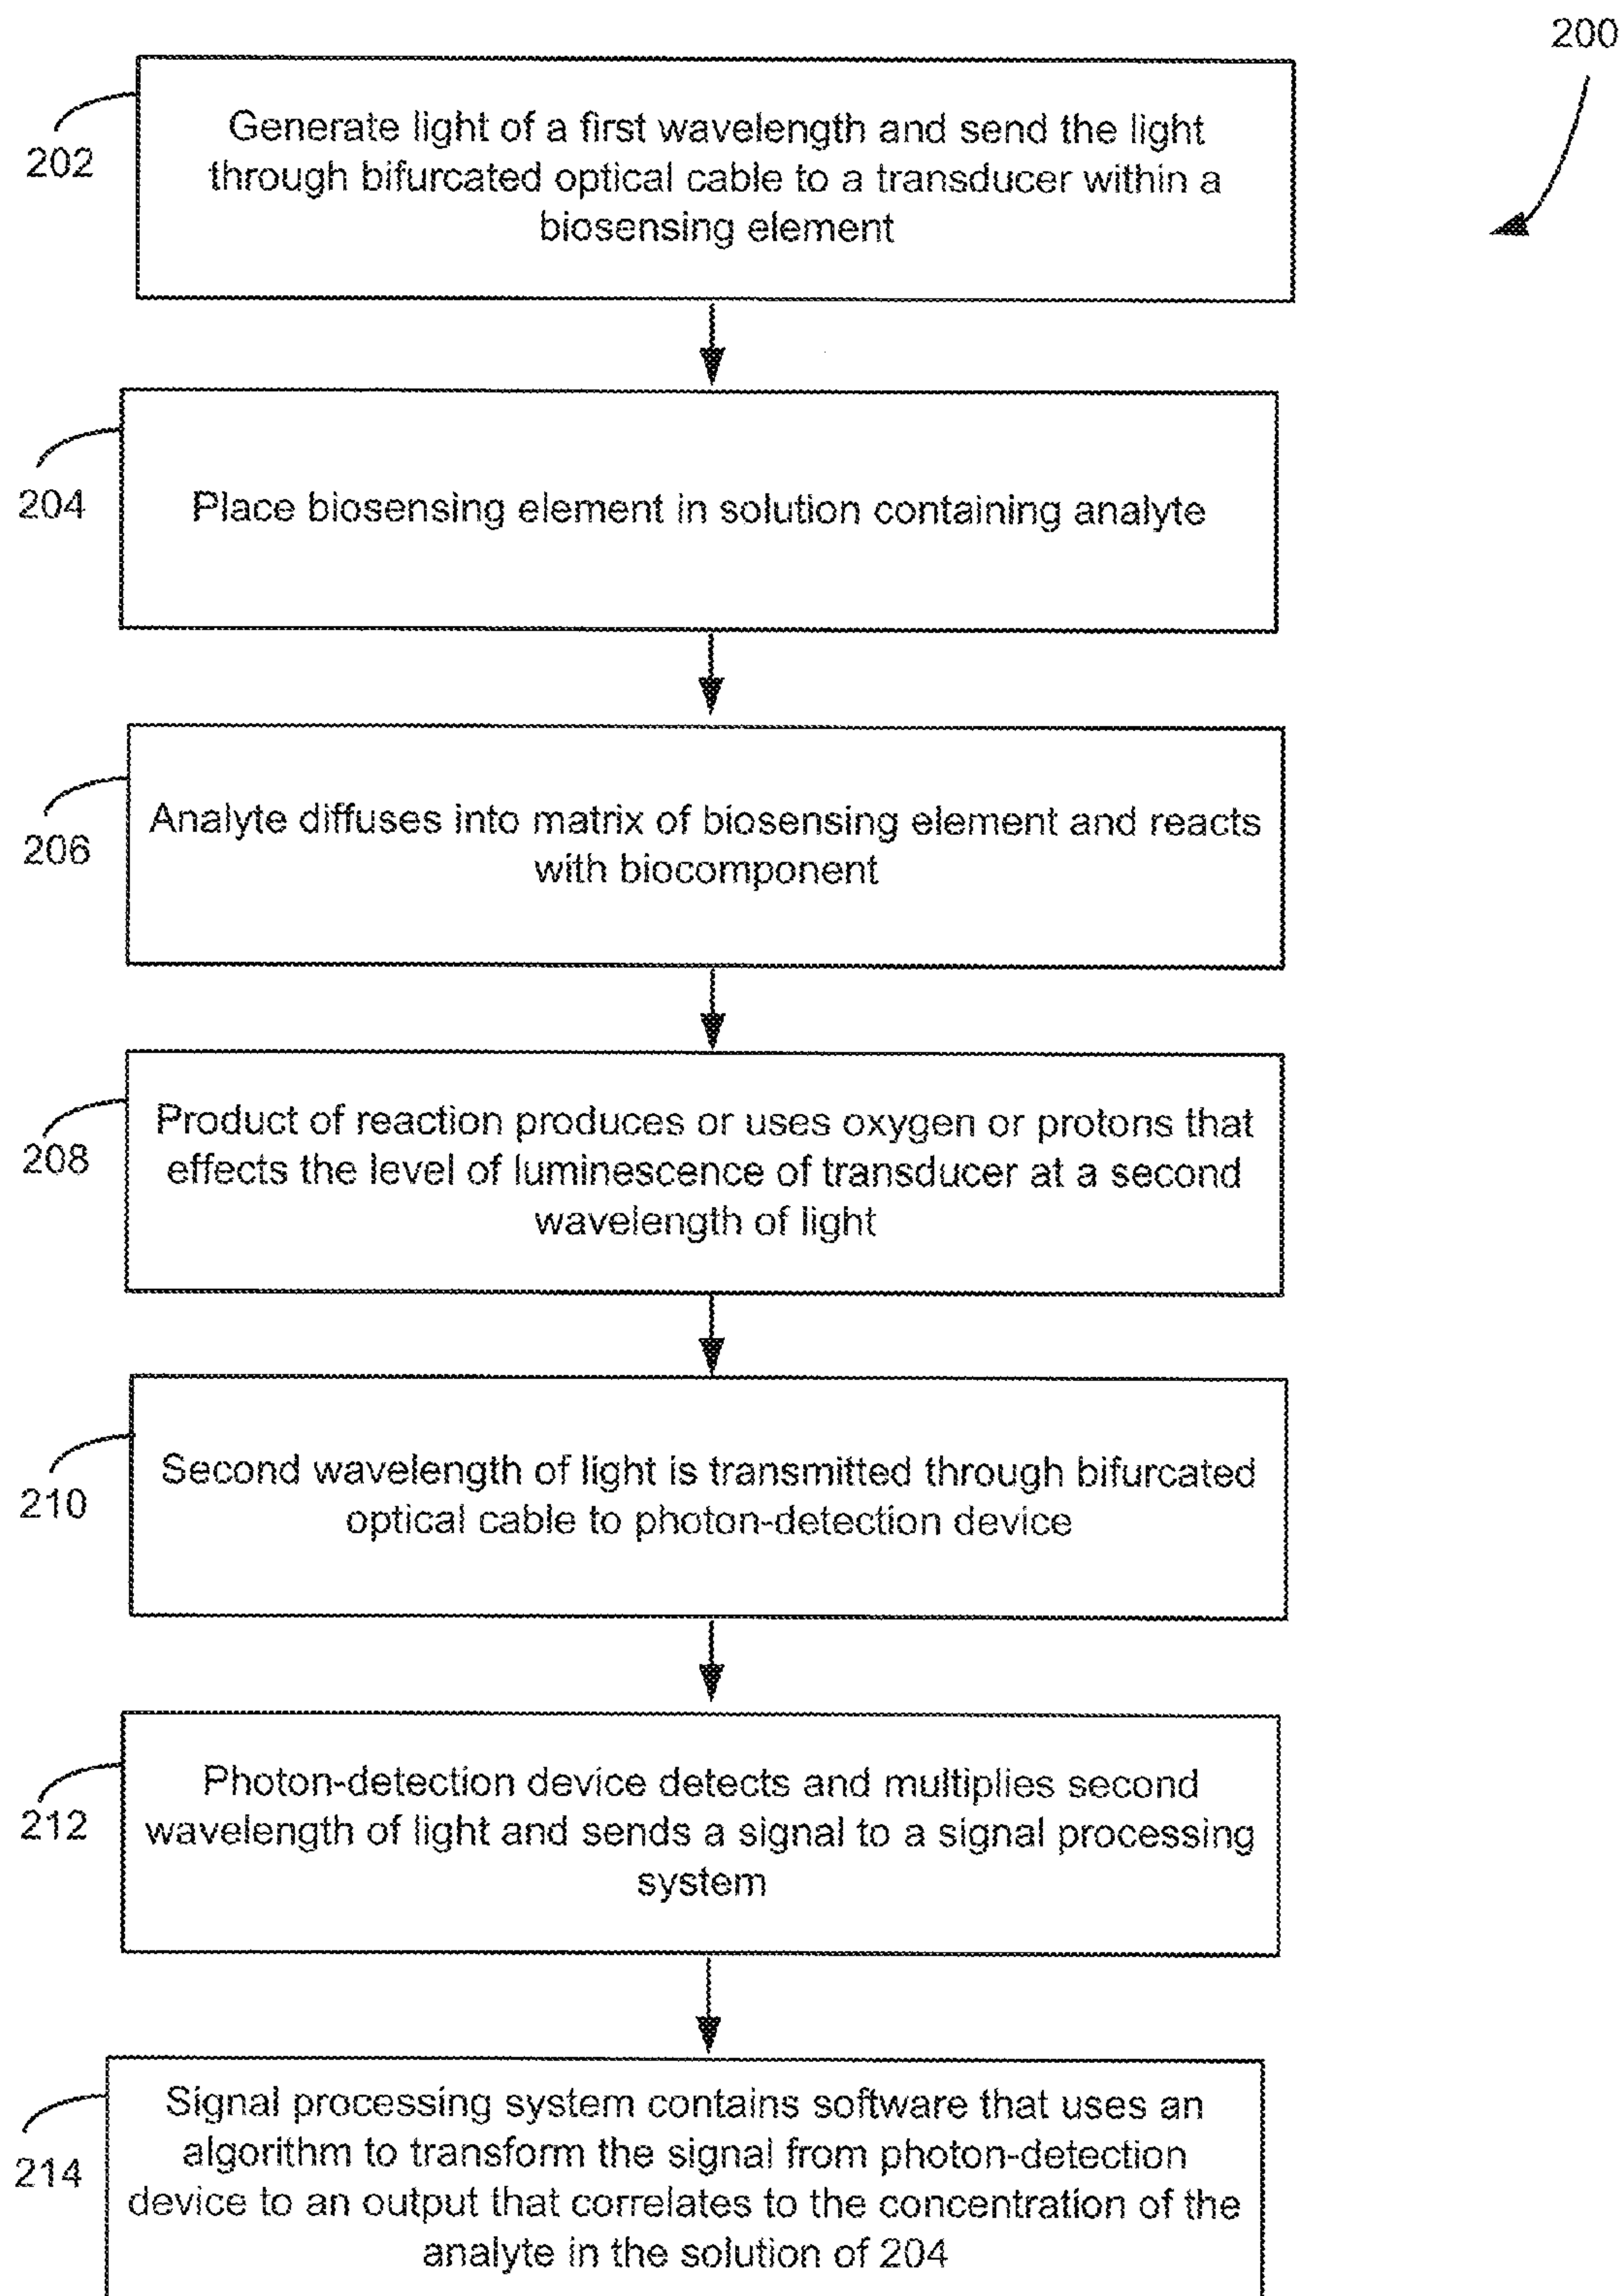 200
202
Generate light of a first wavelength and send the light
through bifurcated optical cable to a transducer within a
biosensing element
204
Place biosensing element in solution containing analyte
206
Analyte diffuses into matrix of biosensing element and reacts
with biocomponent
208
Product of reaction produces or uses oxygen or protons that
effects the level of luminescence of transducer at a second
wavelength of light
210
Second wavelength of light is transmitted through bifurcated
optical cable to photon-detection device
212
Photon-detection device detects and multiplies second
wavelength of light and sends a signal to a signal processing
system
214
Signal processing system contains software that uses an
algorithm to transform the signal from photon-detection
device to an output that correlates to the concentration of the
analyte in the solution of 204